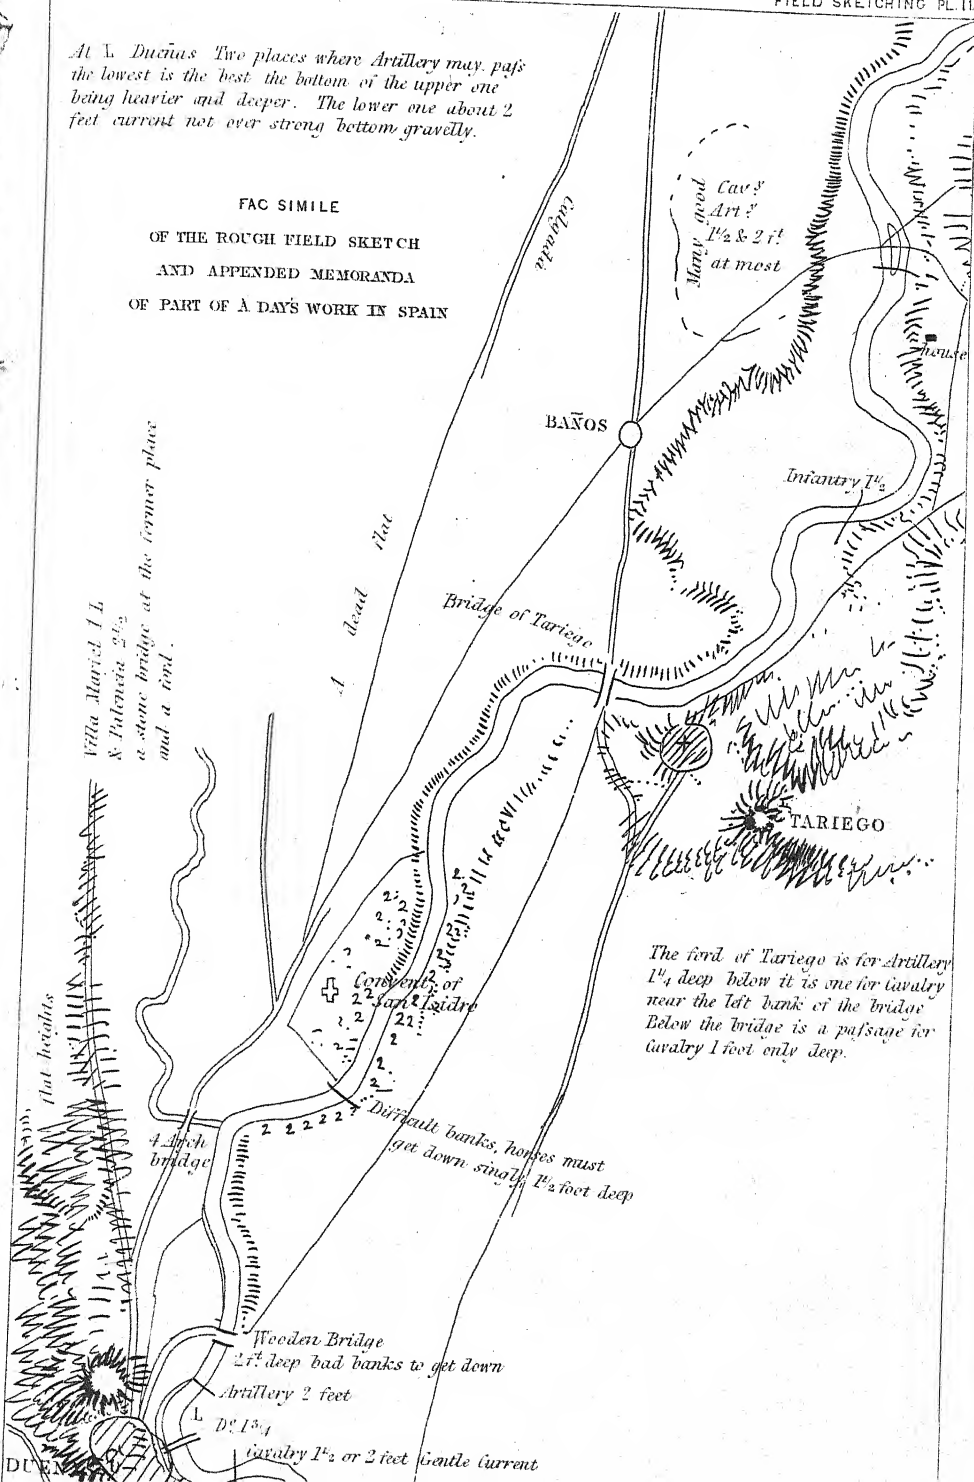 FIELD SKETCHING PL. 11.
At L Dueñas Two places where Artillery may pass
the lowest is the best the bottom of the upper one
being heavier and deeper. The lower one about 2
feet current not over strong bottom gravelly.
FAC SIMILE
OF THE ROUGH FIELD SKETCH
AND APPENDED MEMORANDA
OF PART OF A DAY'S WORK IN SPAIN
Calzada
Many good
Cavy
Arty
1½ & 2 ft
at most
house
BAÑOS
Infantry 1½
A dead flat
Bridge of Tariego
Villa Muriel 1 L
& Palencia 2½
a stone bridge at the former place
and a ford.
TARIEGO
The ford of Tariego is for Artillery
1¼ deep below it is one for Cavalry
near the left bank of the bridge
Below the bridge is a passage for
Cavalry 1 foot only deep.
Convent of
San Isidre
flat heights
4 Arch
bridge
Difficult banks, horses must
get down singly 1½ foot deep
Wooden Bridge
2 ft deep bad banks to get down
Artillery 2 feet
L
Do 1¾
Cavalry 1½ or 2 feet Gentle Current